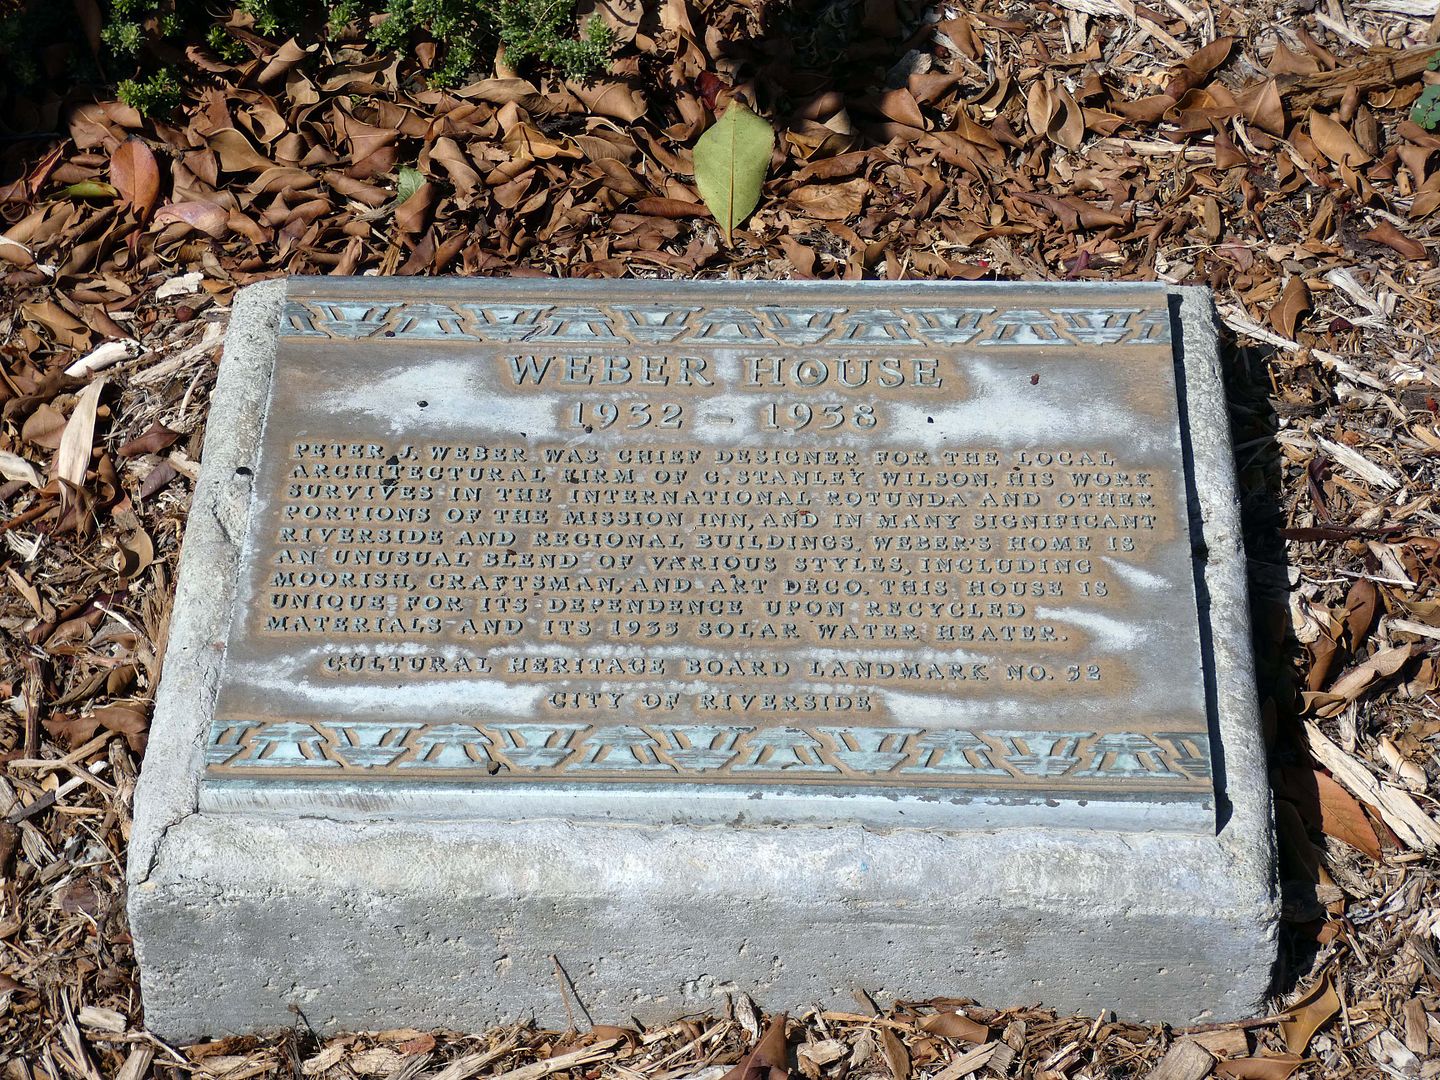 WEBER HOUSE
1932 - 1938
PETER J. WEBER WAS CHIEF DESIGNER FOR THE LOCAL
ARCHITECTURAL FIRM OF G. STANLEY WILSON. HIS WORK
SURVIVES IN THE INTERNATIONAL ROTUNDA AND OTHER
PORTIONS OF THE MISSION INN, AND IN MANY SIGNIFICANT
RIVERSIDE AND REGIONAL BUILDINGS. WEBER'S HOME IS
AN UNUSUAL BLEND OF VARIOUS STYLES, INCLUDING
MOORISH, CRAFTSMAN, AND ART DECO. THIS HOUSE IS
UNIQUE FOR ITS DEPENDENCE UPON RECYCLED
MATERIALS AND ITS 1933 SOLAR WATER HEATER.
CULTURAL HERITAGE BOARD LANDMARK NO. 52
CITY OF RIVERSIDE